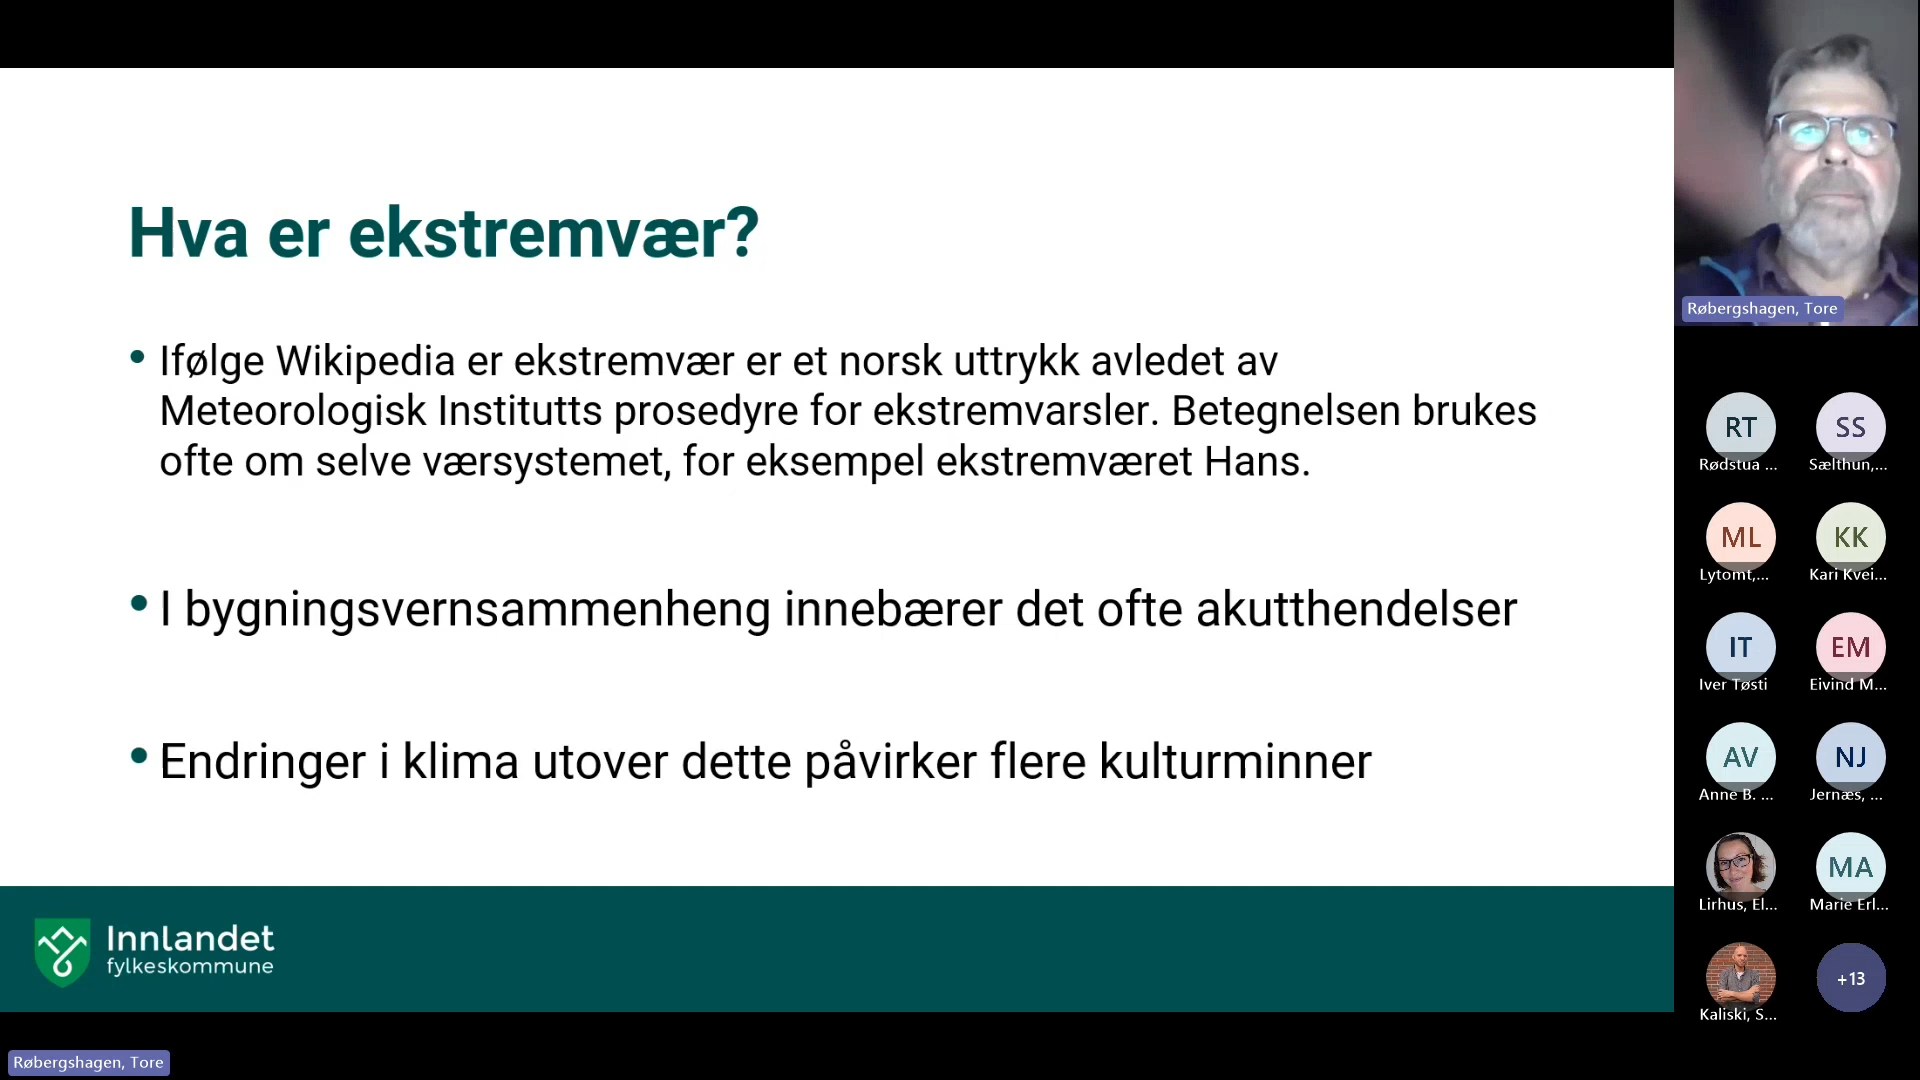 Hva er ekstremvær?
• Ifølge Wikipedia er ekstremvær er et norsk uttrykk avledet av
Meteorologisk Institutts prosedyre for ekstremvarsler. Betegnelsen brukes
ofte om selve værsystemet, for eksempel ekstremværet Hans.
• I bygningsvernsammenheng innebærer det ofte akutthendelser
• Endringer i klima utover dette påvirker flere kulturminner
Innlandet
fylkeskommune
Røbergshagen, Tore
Røbergshagen, Tore
RT
Rødstua ...
SS
Sælthun,...
ML
Lytomt,...
KK
Kari Kvei...
IT
Iver Tøsti
EM
Eivind M...
AV
Anne B. ...
NJ
Jernæs, ...
Lirhus, El...
MA
Marie Erl...
Kaliski, S...
+13